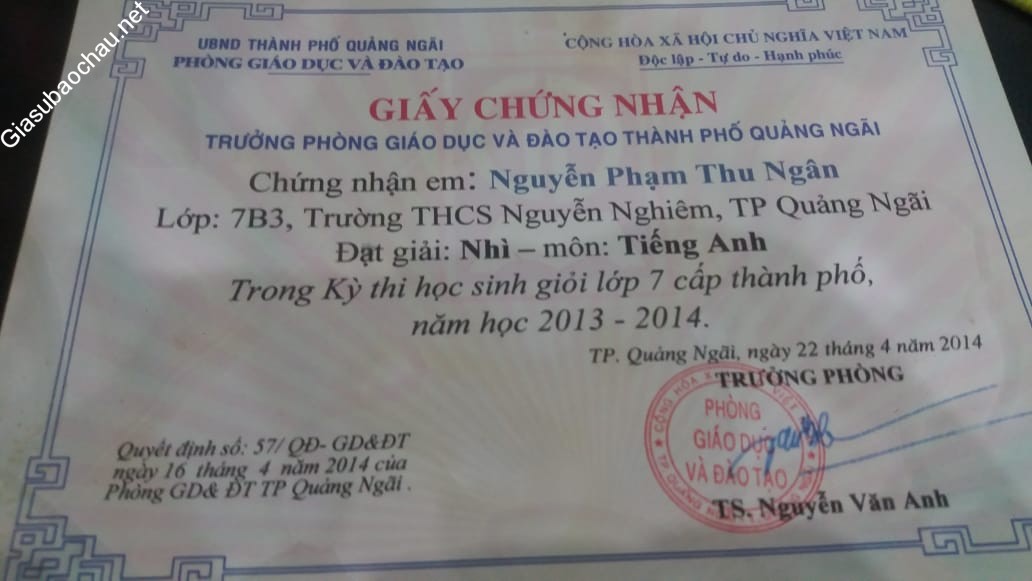 Giasubaochau.net
UBND THÀNH PHỐ QUẢNG NGÃI
PHÒNG GIÁO DỤC VÀ ĐÀO TẠO
CỘNG HÒA XÃ HỘI CHỦ NGHĨA VIỆT NAM
Độc lập - Tự do - Hạnh phúc
GIẤY CHỨNG NHẬN
TRƯỞNG PHÒNG GIÁO DỤC VÀ ĐÀO TẠO THÀNH PHỐ QUẢNG NGÃI
Chứng nhận em: Nguyễn Phạm Thu Ngân
Lớp: 7B3, Trường THCS Nguyễn Nghiêm, TP Quảng Ngãi
Đạt giải: Nhì – môn: Tiếng Anh
Trong Kỳ thi học sinh giỏi lớp 7 cấp thành phố,
năm học 2013 - 2014.
TP. Quảng Ngãi, ngày 22 tháng 4 năm 2014
TRƯỞNG PHÒNG
PHÒNG
GIÁO DỤC
VÀ ĐÀO TẠO
TS. Nguyễn Văn Anh
Quyết định số: 57/ QĐ- GD&ĐT
ngày 16 tháng 4 năm 2014 của
Phòng GD& ĐT TP Quảng Ngãi .